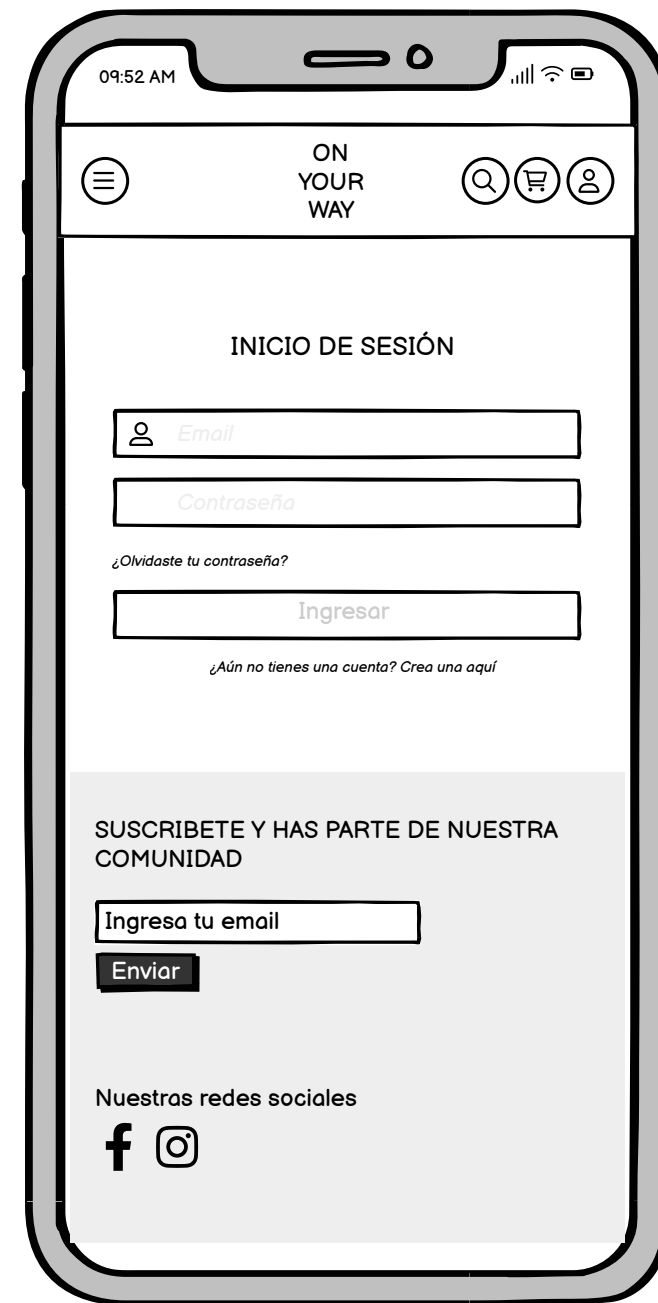 09:52 AM
ON
YOUR
WAY
INICIO DE SESIÓN
Email
Contraseña
¿Olvidaste tu contraseña?
Ingresar
¿Aún no tienes una cuenta? Crea una aquí
SUSCRIBETE Y HAS PARTE DE NUESTRA
COMUNIDAD
Ingresa tu email
Enviar
Nuestras redes sociales